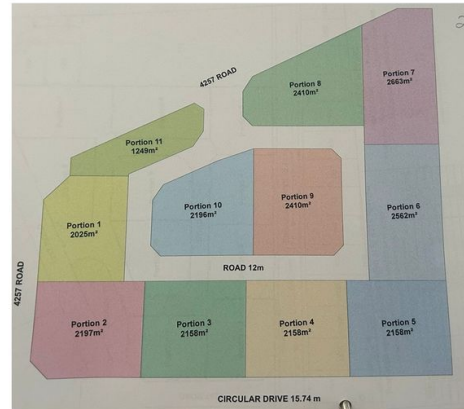 4257 ROAD
Portion 7
2663m²
Portion 8
2410m²
Portion 11
1249m²
Portion 10
2196m²
Portion 9
2410m²
Portion 6
2562m²
Portion 1
2025m²
4257 ROAD
ROAD 12m
Portion 2
2197m²
Portion 3
2158m²
Portion 4
2158m²
Portion 5
2158m²
CIRCULAR DRIVE 15.74 m